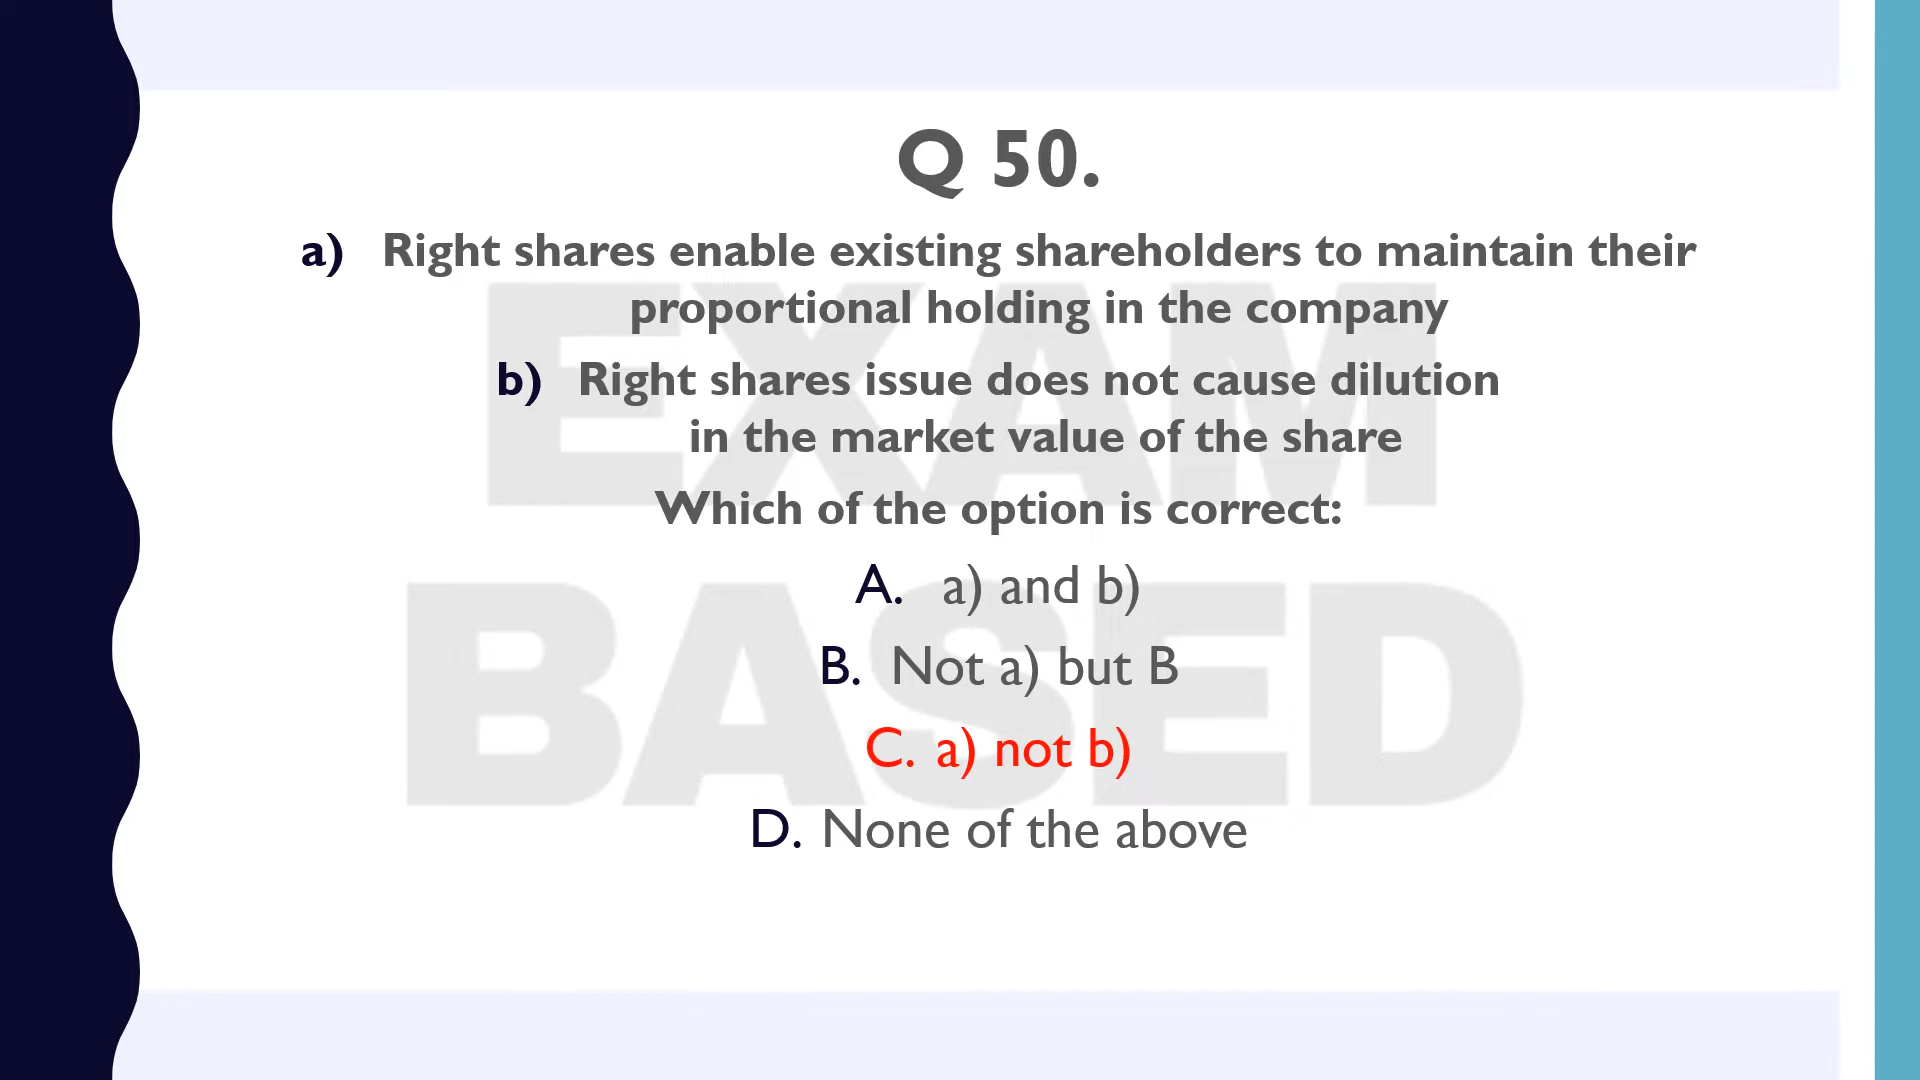 Q 50.
a) Right shares enable existing shareholders to maintain their
proportional holding in the company
b) Right shares issue does not cause dilution
in the market value of the share
Which of the option is correct:
A. a) and b)
B. Not a) but B
C. a) not b)
D. None of the above
EXAM
BASED